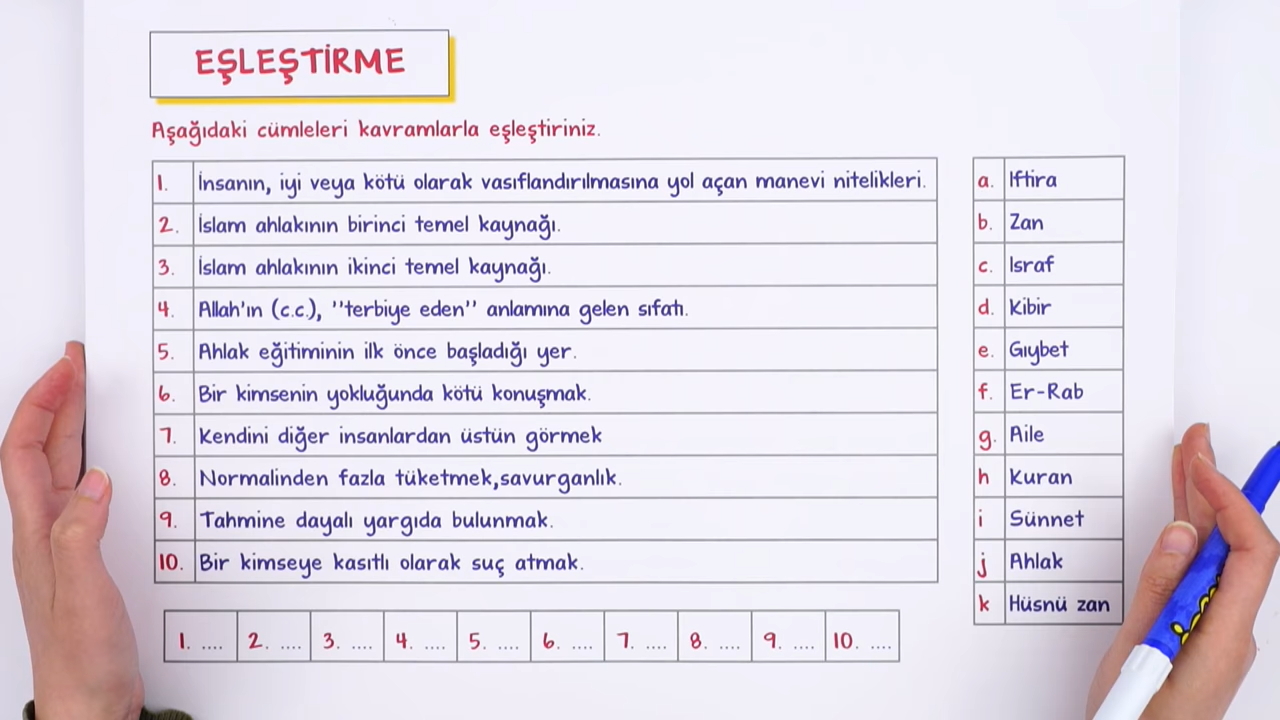 EŞLEŞTİRME
Aşağıdaki cümleleri kavramlarla eşleştiriniz.
1. İnsanın, iyi veya kötü olarak vasıflandırılmasına yol açan manevi nitelikleri.
2. İslam ahlakının birinci temel kaynağı.
3. İslam ahlakının ikinci temel kaynağı.
4. Allah'ın (c.c.), ''terbiye eden'' anlamına gelen sıfatı.
5. Ahlak eğitiminin ilk önce başladığı yer.
6. Bir kimsenin yokluğunda kötü konuşmak.
7. Kendini diğer insanlardan üstün görmek
8. Normalinden fazla tüketmek,savurganlık.
9. Tahmine dayalı yargıda bulunmak.
10. Bir kimseye kasıtlı olarak suç atmak.
a. Iftira
b. Zan
c. Israf
d. Kibir
e. Gıybet
f. Er-Rab
g. Aile
h Kuran
i Sünnet
j Ahlak
k Hüsnü zan
1. .... 2. .... 3. .... 4. .... 5. .... 6. .... 7. .... 8. .... 9. .... 10. ....